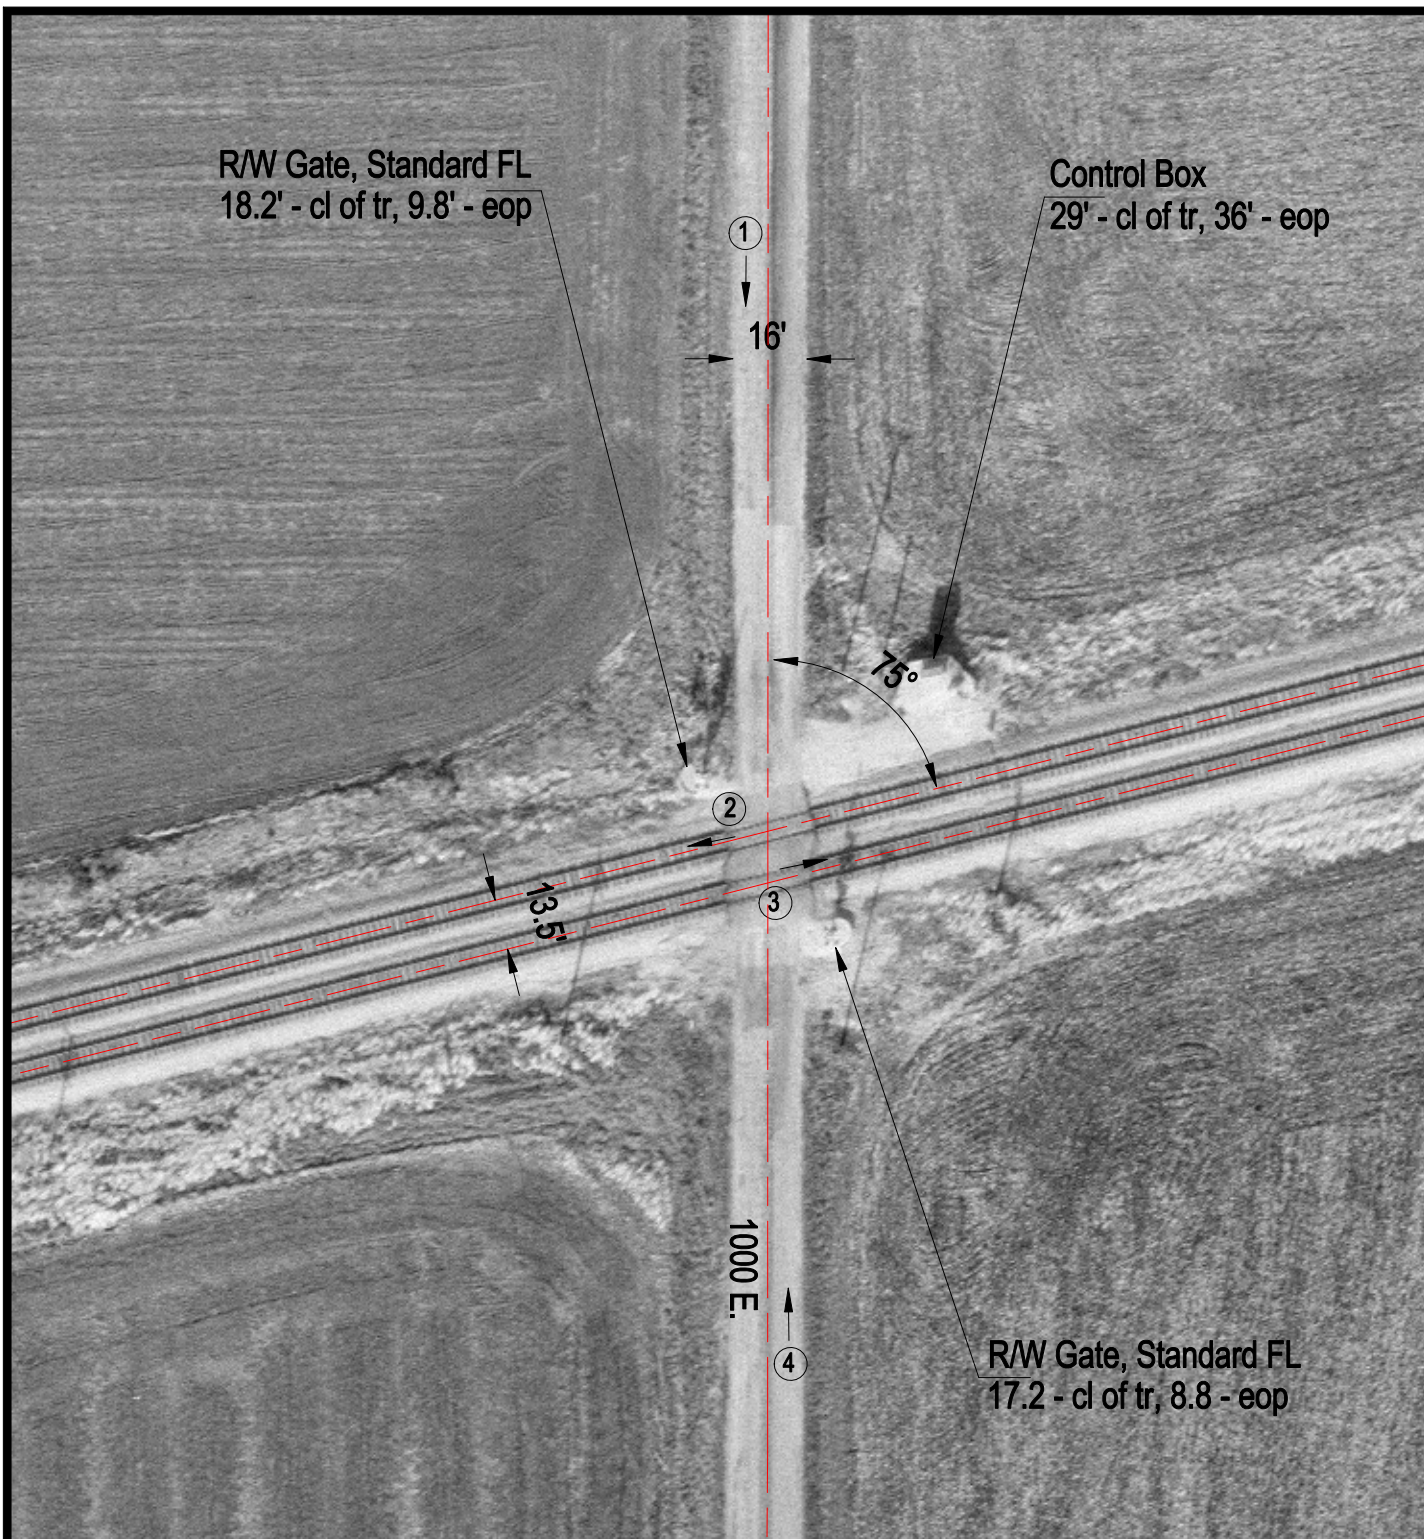 R/W Gate, Standard FL
18.2' - cl of tr, 9.8' - eop
Control Box
29' - cl of tr, 36' - eop
1
16'
75°
2
13.5'
3
1000 E.
4
R/W Gate, Standard FL
17.2 - cl of tr, 8.8 - eop